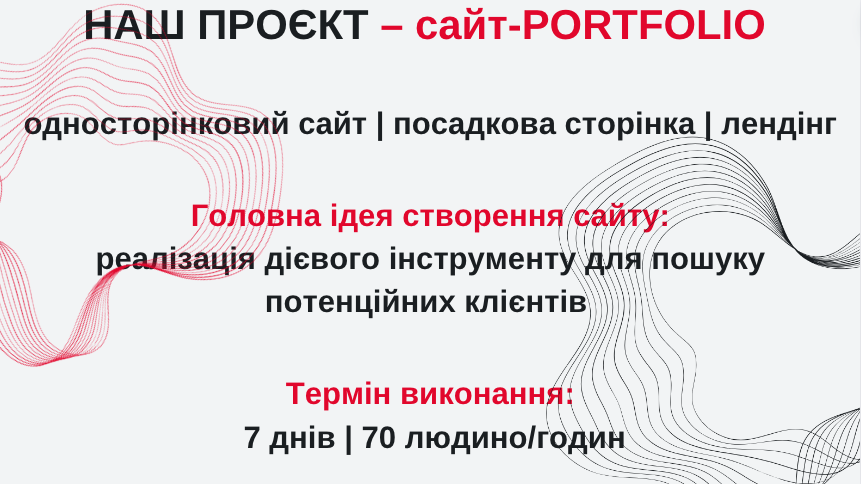 НАШ ПРОЄКТ – сайт-PORTFOLIO
односторінковий сайт | посадкова сторінка | лендінг
Головна ідея створення сайту:
реалізація дієвого інструменту для пошуку
потенційних клієнтів
Термін виконання:
7 днів | 70 людино/годин